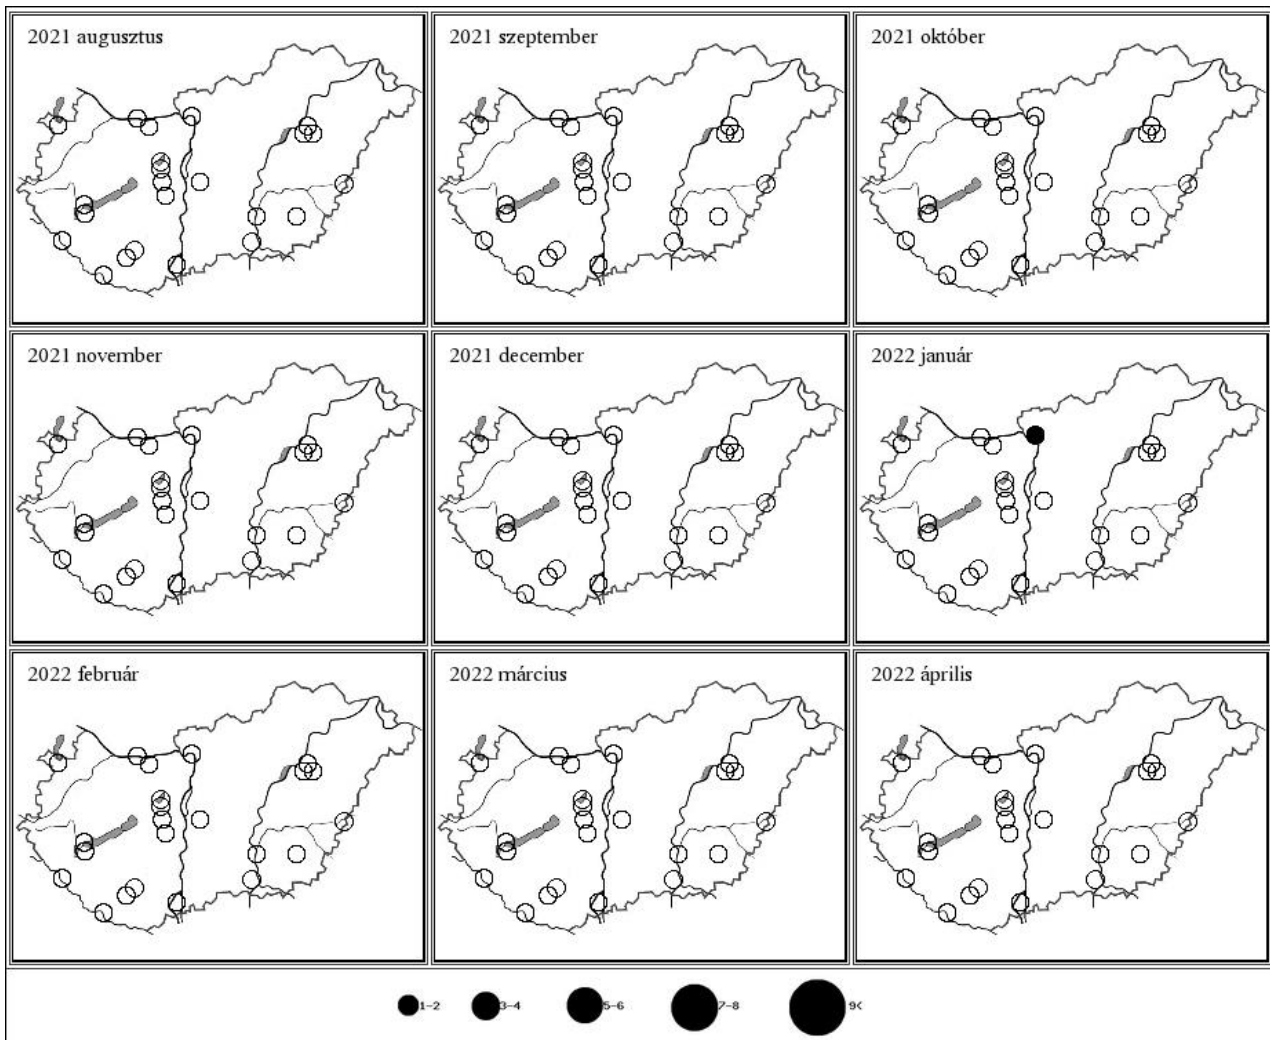 2021 augusztus
2021 szeptember
2021 október
2021 november
2021 december
2022 január
2022 február
2022 március
2022 április
1-2
3-4
5-6
7-8
9<